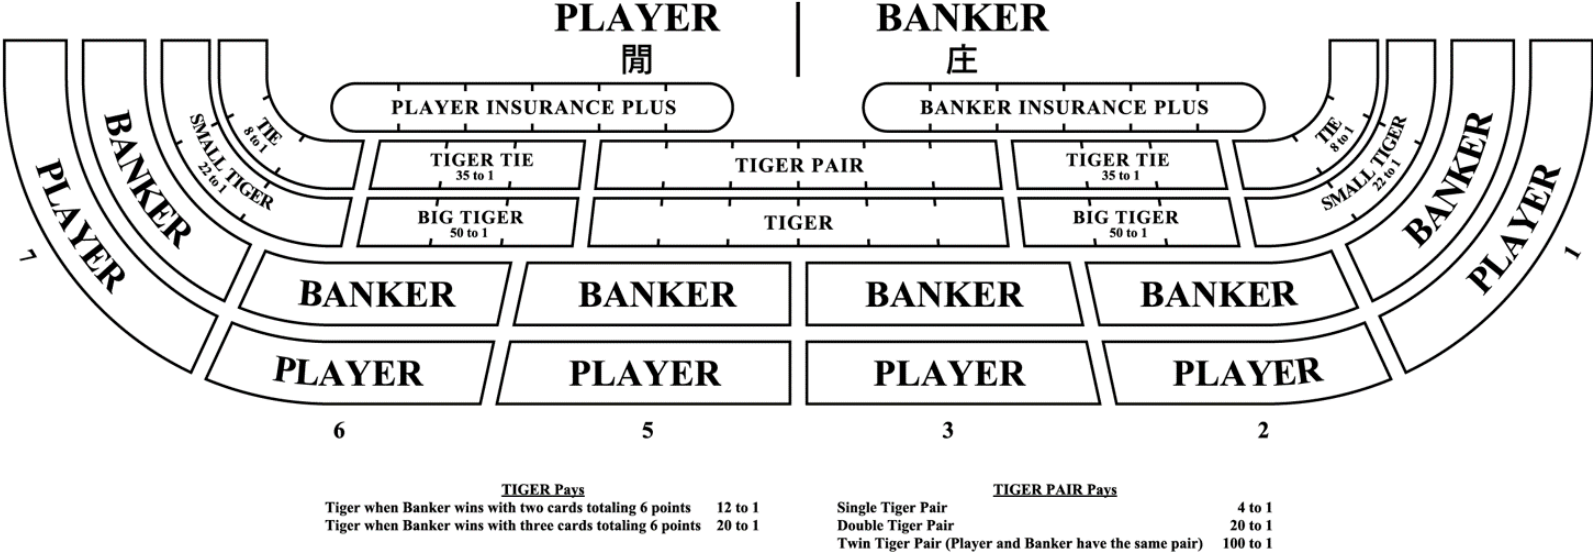 PLAYER
BANKER
閒
庄
PLAYER INSURANCE PLUS
BANKER INSURANCE PLUS
TIE
8 to 1
SMALL TIGER
22 to 1
BANKER
PLAYER
7
TIGER TIE
35 to 1
TIGER PAIR
TIGER TIE
35 to 1
BIG TIGER
50 to 1
TIGER
BIG TIGER
50 to 1
TIE
8 to 1
SMALL TIGER
22 to 1
BANKER
PLAYER
1
BANKER
BANKER
BANKER
BANKER
PLAYER
PLAYER
PLAYER
PLAYER
6
5
3
2
TIGER Pays
Tiger when Banker wins with two cards totaling 6 points 12 to 1
Tiger when Banker wins with three cards totaling 6 points 20 to 1
TIGER PAIR Pays
Single Tiger Pair 4 to 1
Double Tiger Pair 20 to 1
Twin Tiger Pair (Player and Banker have the same pair) 100 to 1